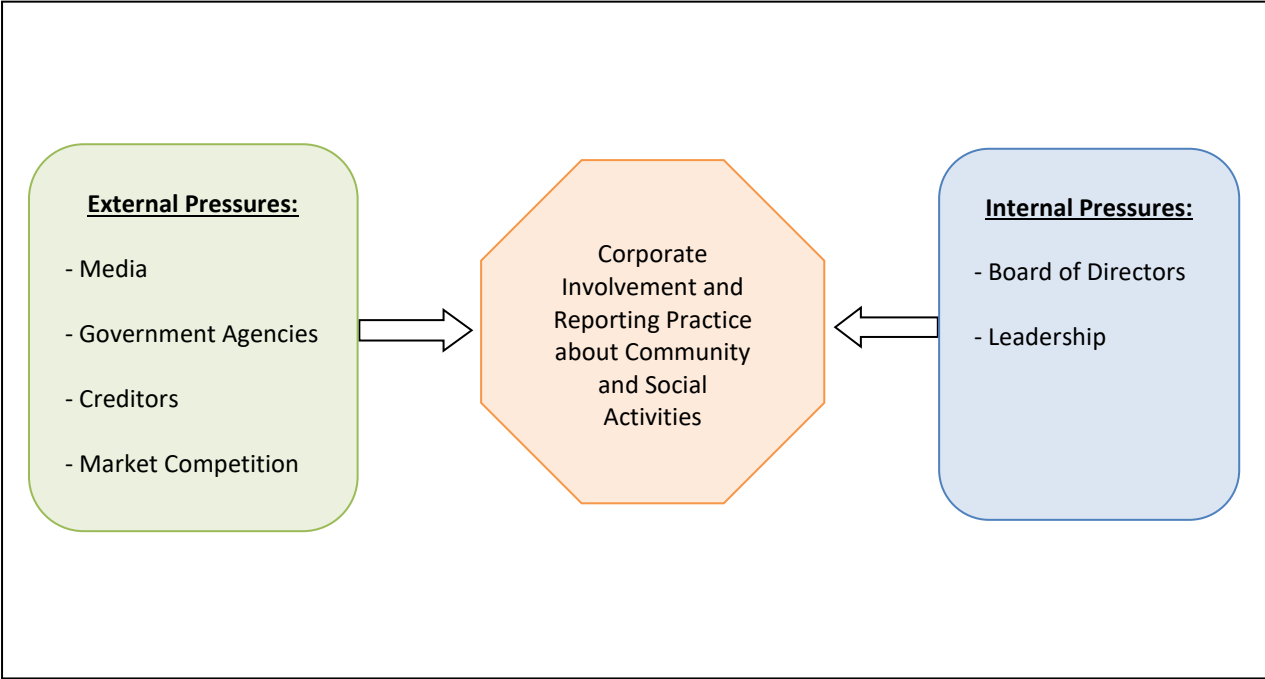 External Pressures:
- Media
- Government Agencies
- Creditors
- Market Competition
Corporate
Involvement and
Reporting Practice
about Community
and Social
Activities
Internal Pressures:
- Board of Directors
- Leadership